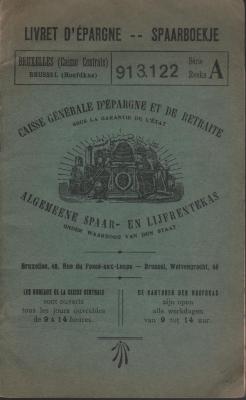 LIVRET D'ÉPARGNE -- SPAARBOEKJE
BRUXELLES (Caisse Centrale)
BRUSSEL (Hoofdkas)
913.122
Série
Reeks A
CAISSE GÉNÉRALE D'ÉPARGNE ET DE RETRAITE
SOUS LA GARANTIE DE L'ÉTAT
ALGEMEENE SPAAR- EN LIJFRENTEKAS
ONDER WAARBORG VAN DEN STAAT
Bruxelles, 48, Rue du Fossé-aux-Loups — Brussel, Wolvengracht, 48
LES BUREAUX DE LA CAISSE CENTRALE
sont ouverts
tous les jours ouvrables
de 9 à 14 heures.
DE KANTOREN DER HOOFDKAS
zijn open
alle werkdagen
van 9 tot 14 uur.